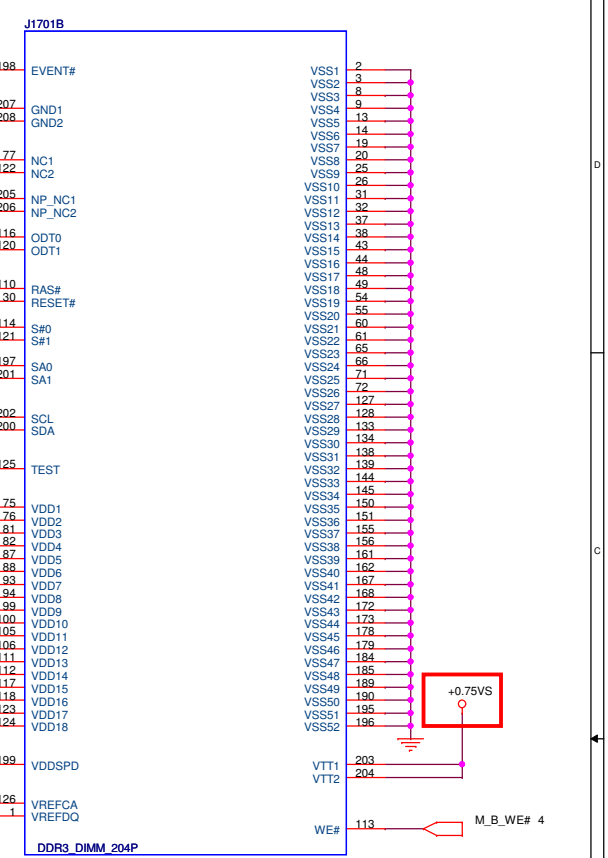 J1701B
198 EVENT#
207 GND1
208 GND2
77 NC1
122 NC2
205 NP_NC1
206 NP_NC2
116 ODT0
120 ODT1
110 RAS#
30 RESET#
114 S#0
121 S#1
197 SA0
201 SA1
202 SCL
200 SDA
125 TEST
75 VDD1
76 VDD2
81 VDD3
82 VDD4
87 VDD5
88 VDD6
93 VDD7
94 VDD8
99 VDD9
100 VDD10
105 VDD11
106 VDD12
111 VDD13
112 VDD14
117 VDD15
118 VDD16
123 VDD17
124 VDD18
199 VDDSPD
126 VREFCA
1 VREFDQ
VSS1 2
VSS2 3
VSS3 8
VSS4 9
VSS5 13
VSS6 14
VSS7 19
VSS8 20
VSS9 25
VSS10 26
VSS11 31
VSS12 32
VSS13 37
VSS14 38
VSS15 43
VSS16 44
VSS17 48
VSS18 49
VSS19 54
VSS20 55
VSS21 60
VSS22 61
VSS23 65
VSS24 66
VSS25 71
VSS26 72
VSS27 127
VSS28 128
VSS29 133
VSS30 134
VSS31 138
VSS32 139
VSS33 144
VSS34 145
VSS35 150
VSS36 151
VSS37 155
VSS38 156
VSS39 161
VSS40 162
VSS41 167
VSS42 168
VSS43 172
VSS44 173
VSS45 178
VSS46 179
VSS47 184
VSS48 185
VSS49 189
VSS50 190
VSS51 195
VSS52 196
+0.75VS
VTT1 203
VTT2 204
WE# 113
M_B_WE# 4
DDR3_DIMM_204P
D
C